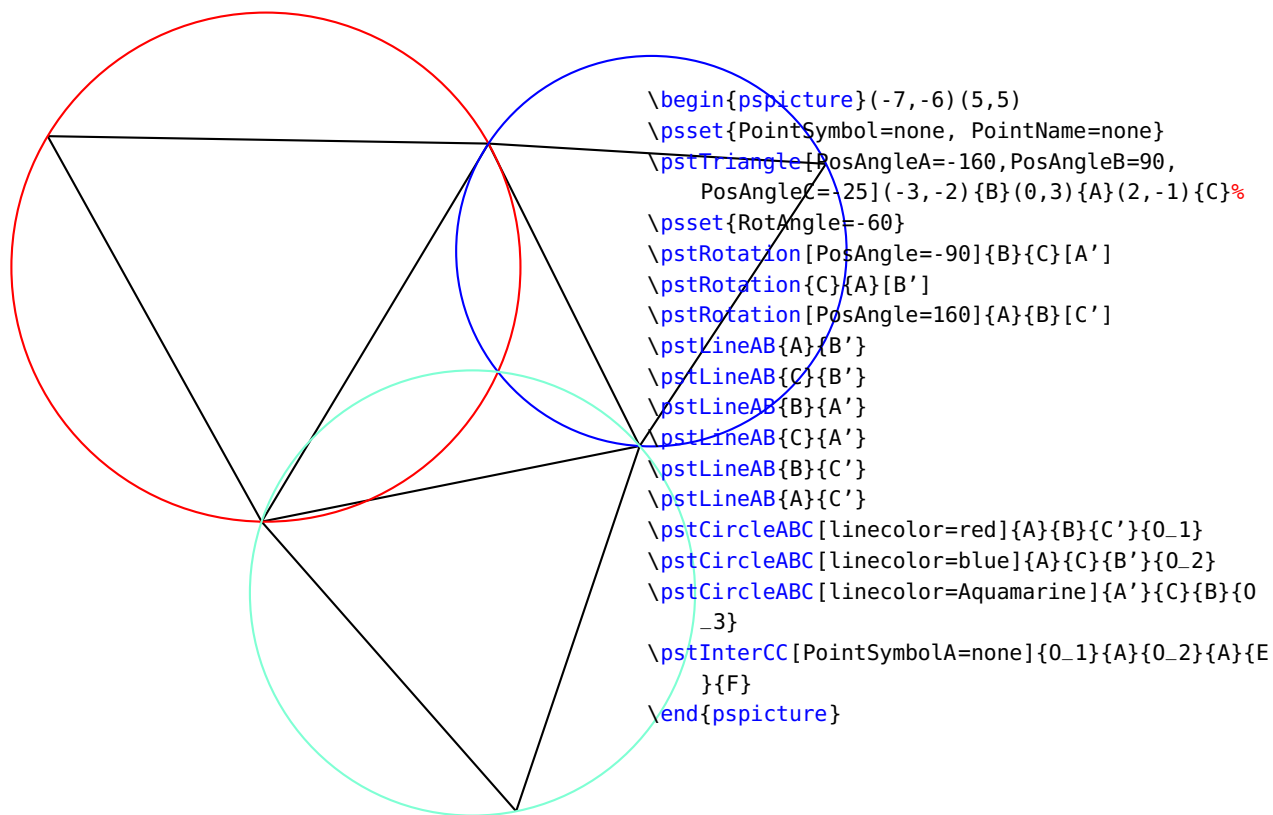 \begin{pspicture}(-7,-6)(5,5)
\psset{PointSymbol=none, PointName=none}
\pstTriangle[PosAngleA=-160,PosAngleB=90,
PosAngleC=-25](-3,-2){B}(0,3){A}(2,-1){C}%
\psset{RotAngle=-60}
\pstRotation[PosAngle=-90]{B}{C}[A’]
\pstRotation{C}{A}[B’]
\pstRotation[PosAngle=160]{A}{B}[C’]
\pstLineAB{A}{B’}
\pstLineAB{C}{B’}
\pstLineAB{B}{A’}
\pstLineAB{C}{A’}
\pstLineAB{B}{C’}
\pstLineAB{A}{C’}
\pstCircleABC[linecolor=red]{A}{B}{C’}{O_1}
\pstCircleABC[linecolor=blue]{A}{C}{B’}{O_2}
\pstCircleABC[linecolor=Aquamarine]{A’}{C}{B}{O
_3}
\pstInterCC[PointSymbolA=none]{O_1}{A}{O_2}{A}{E
}{F}
\end{pspicture}